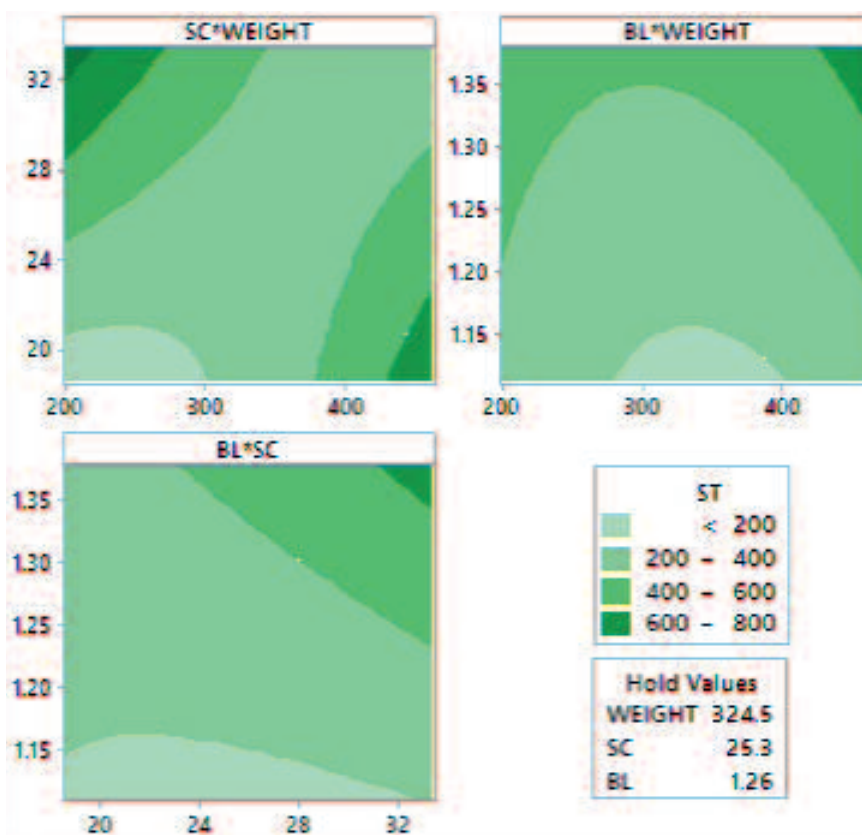 SC*WEIGHT
32
28
24
20
200 300 400
BL*WEIGHT
1.35
1.30
1.25
1.20
1.15
200 300 400
BL*SC
1.35
1.30
1.25
1.20
1.15
20 24 28 32
ST
< 200
200 – 400
400 – 600
600 – 800
Hold Values
WEIGHT 324.5
SC 25.3
BL 1.26